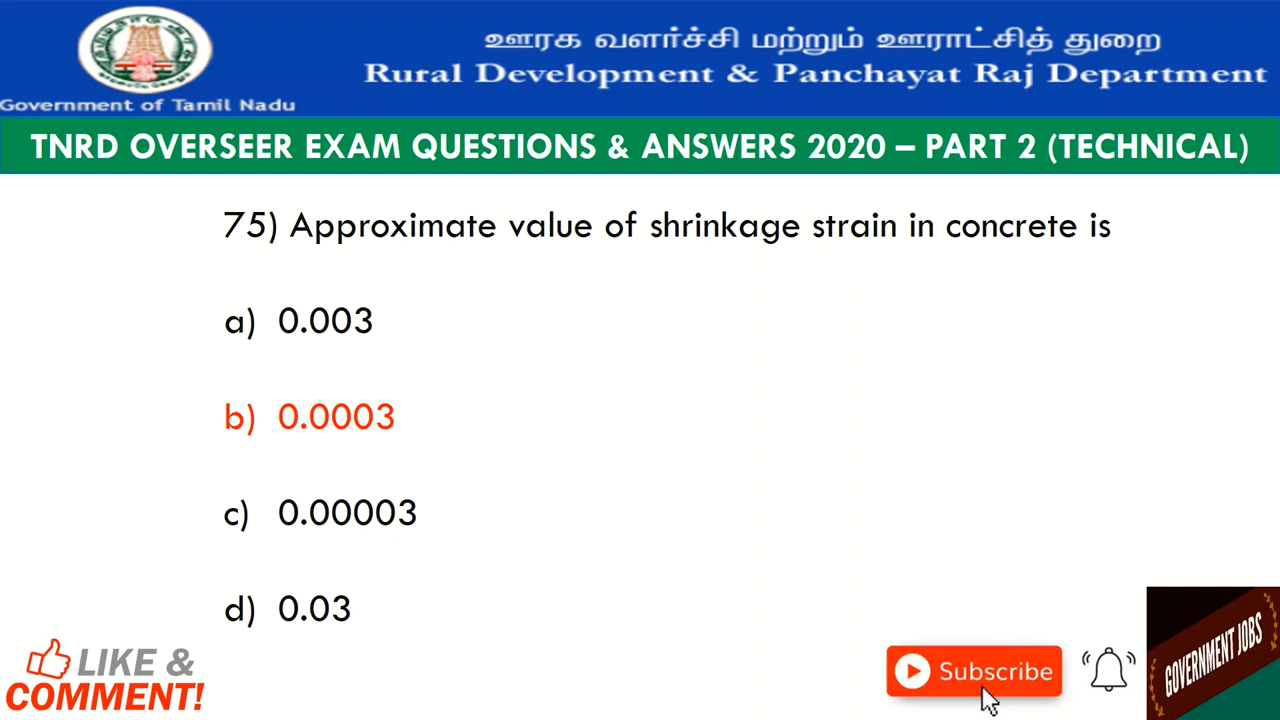 ஊரக வளர்ச்சி மற்றும் ஊராட்சித் துறை
Rural Development & Panchayat Raj Department
Government of Tamil Nadu
TNRD OVERSEER EXAM QUESTIONS & ANSWERS 2020 – PART 2 (TECHNICAL)
75) Approximate value of shrinkage strain in concrete is
a) 0.003
b) 0.0003
c) 0.00003
d) 0.03
LIKE &
COMMENT!
Subscribe
GOVERNMENT JOBS